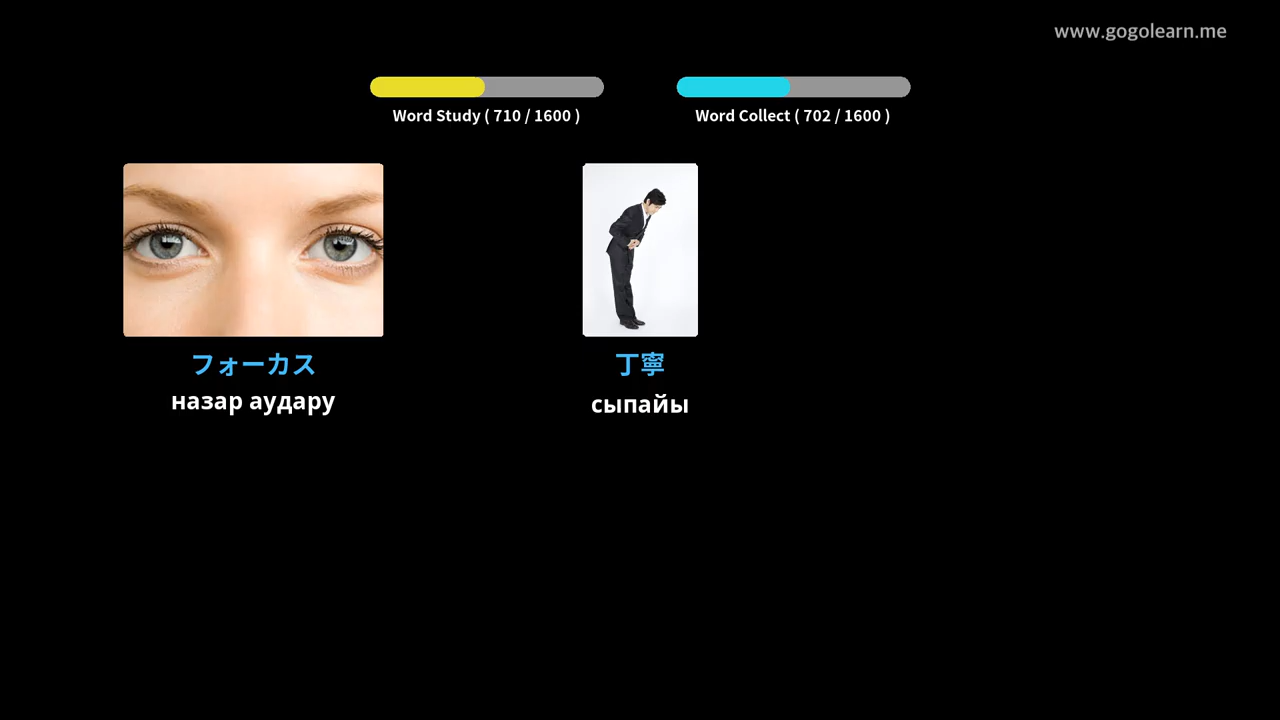 www.gogolearn.me
Word Study ( 710 / 1600 )
Word Collect ( 702 / 1600 )
フォーカス
назар аудару
丁寧
сыпайы